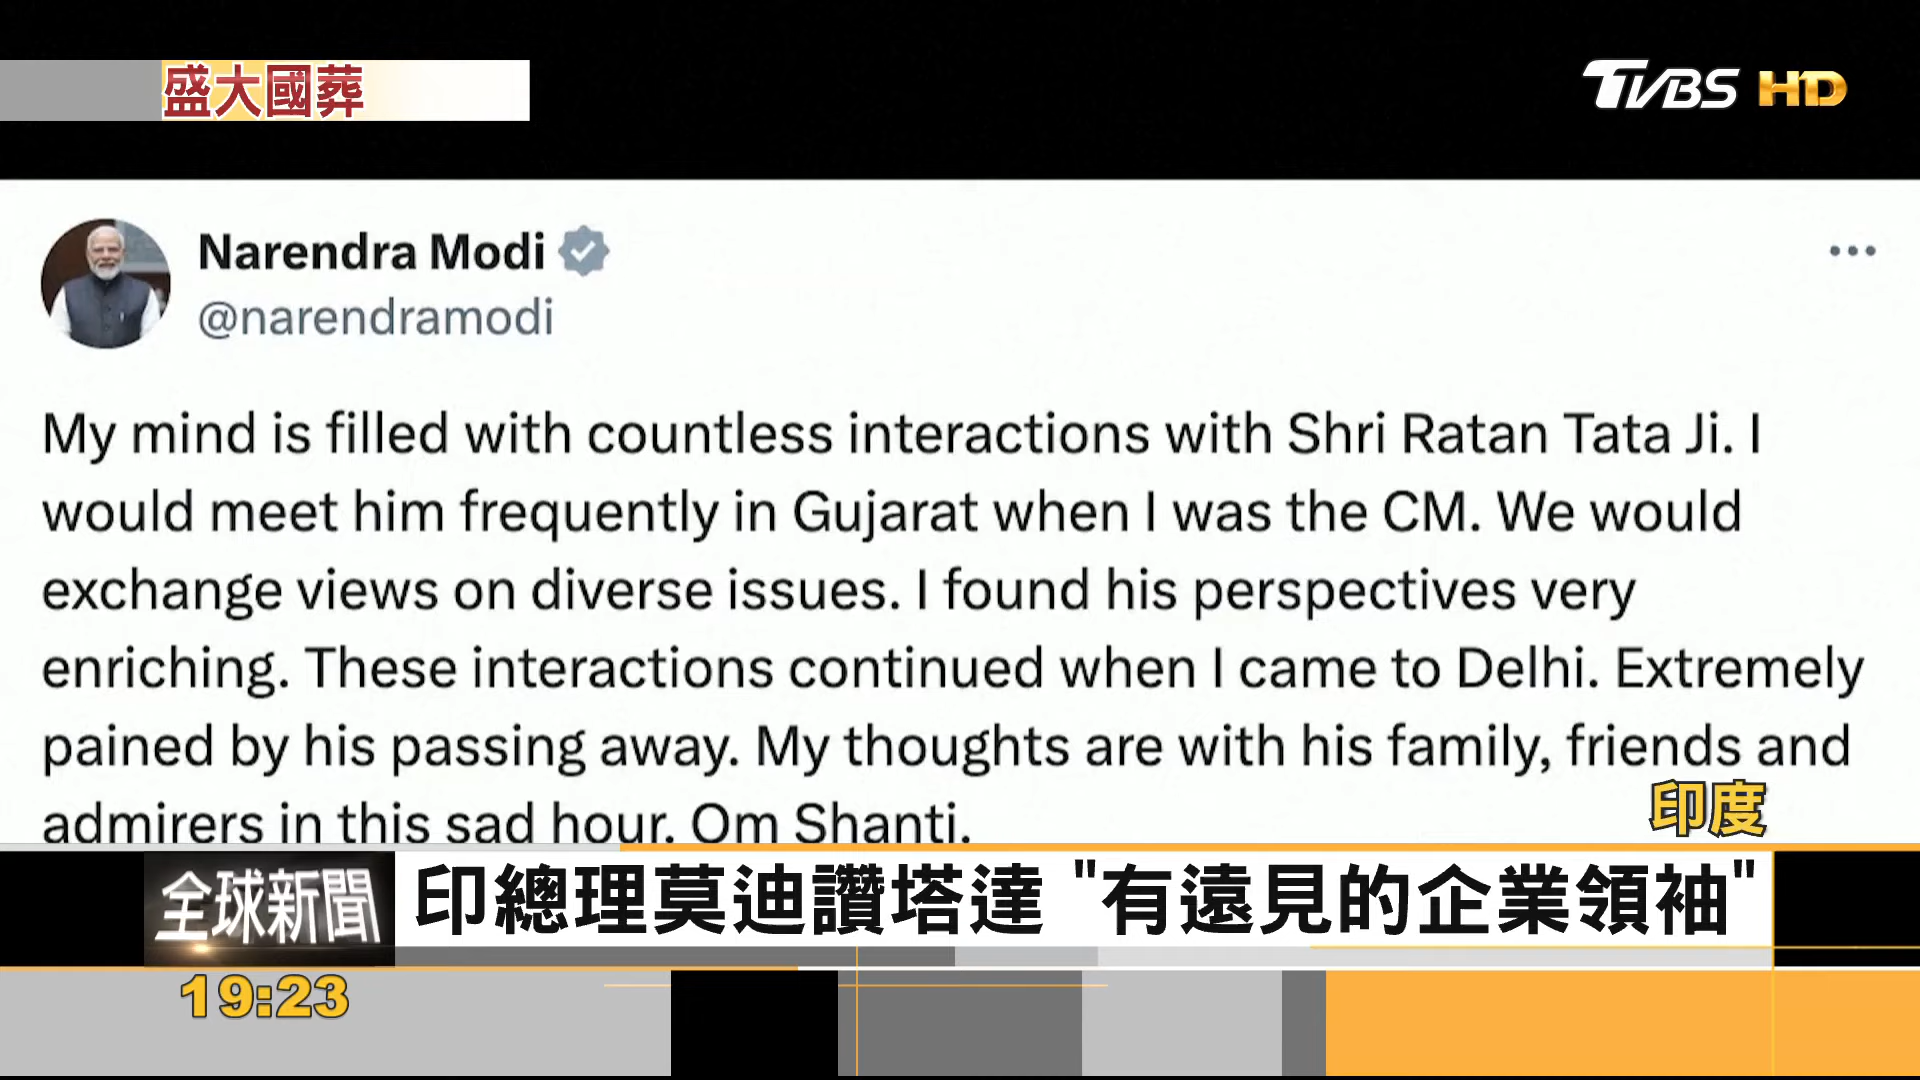 盛大國葬
TVBS HD
Narendra Modi
@narendramodi
My mind is filled with countless interactions with Shri Ratan Tata Ji. I
would meet him frequently in Gujarat when I was the CM. We would
exchange views on diverse issues. I found his perspectives very
enriching. These interactions continued when I came to Delhi. Extremely
pained by his passing away. My thoughts are with his family, friends and
admirers in this sad hour. Om Shanti.
印度
全球新聞
印總理莫迪讚塔達 "有遠見的企業領袖"
19:23